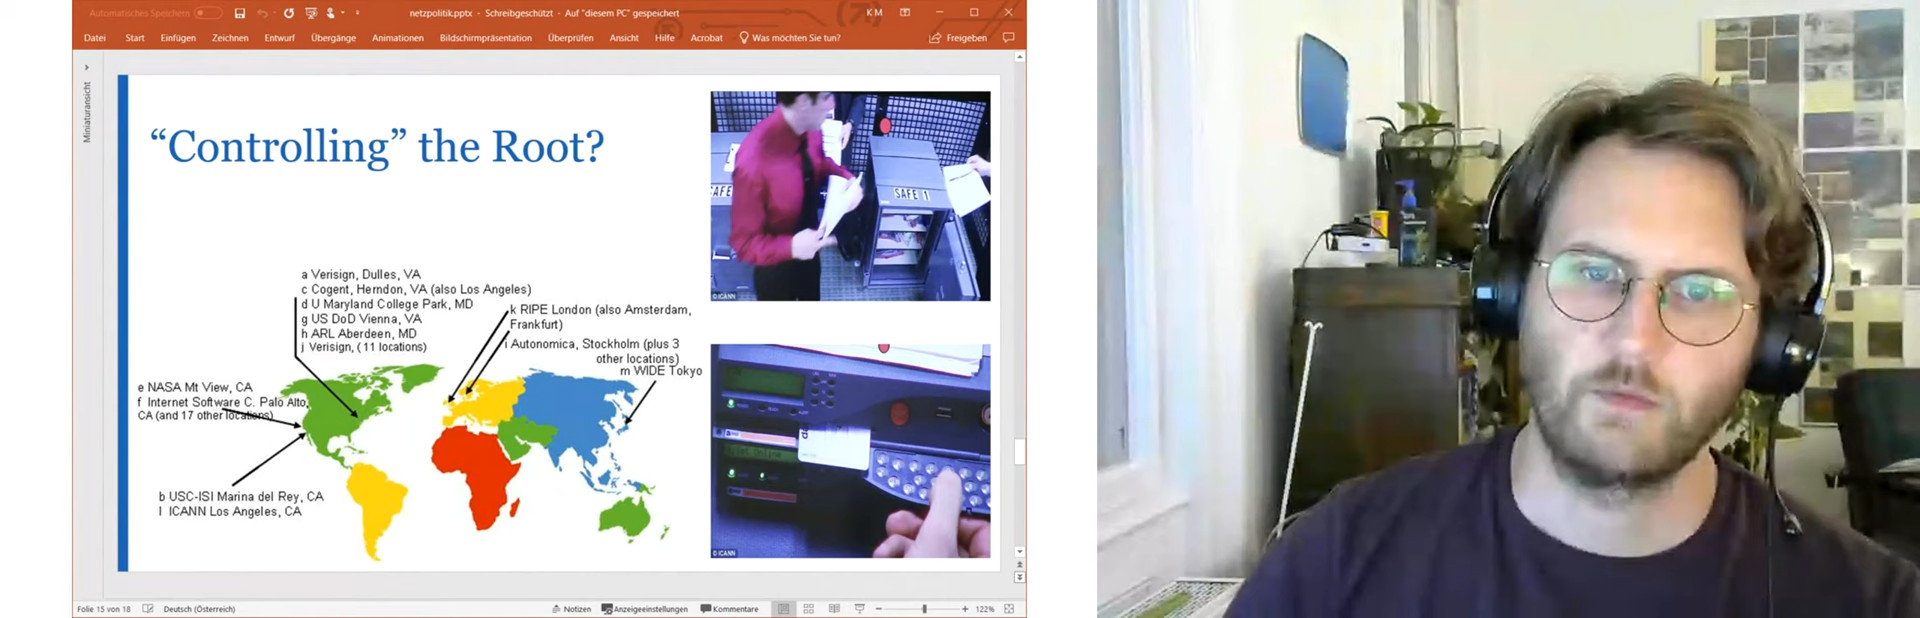 Automatisches Speichern
netzpolitik.pptx - Schreibgeschützt - Auf "diesem PC" gespeichert
K M
Datei Start Einfügen Zeichnen Entwurf Übergänge Animationen Bildschirmpräsentation Überprüfen Ansicht Hilfe Acrobat Was möchten Sie tun? Freigeben
Miniaturansicht
“Controlling” the Root?
SAFE 1
© ICANN
a Verisign, Dulles, VA
c Cogent, Herndon, VA (also Los Angeles)
d U Maryland College Park, MD
g US DoD Vienna, VA
h ARL Aberdeen, MD
j Verisign, ( 11 locations)
k RIPE London (also Amsterdam,
Frankfurt)
i Autonomica, Stockholm (plus 3
other locations)
m WIDE Tokyo
e NASA Mt View, CA
f Internet Software C. Palo Alto,
CA (and 17 other locations)
b USC-ISI Marina del Rey, CA
l ICANN Los Angeles, CA
© ICANN
Folie 15 von 18 Deutsch (Österreich) Notizen Anzeigeeinstellungen Kommentare 122%